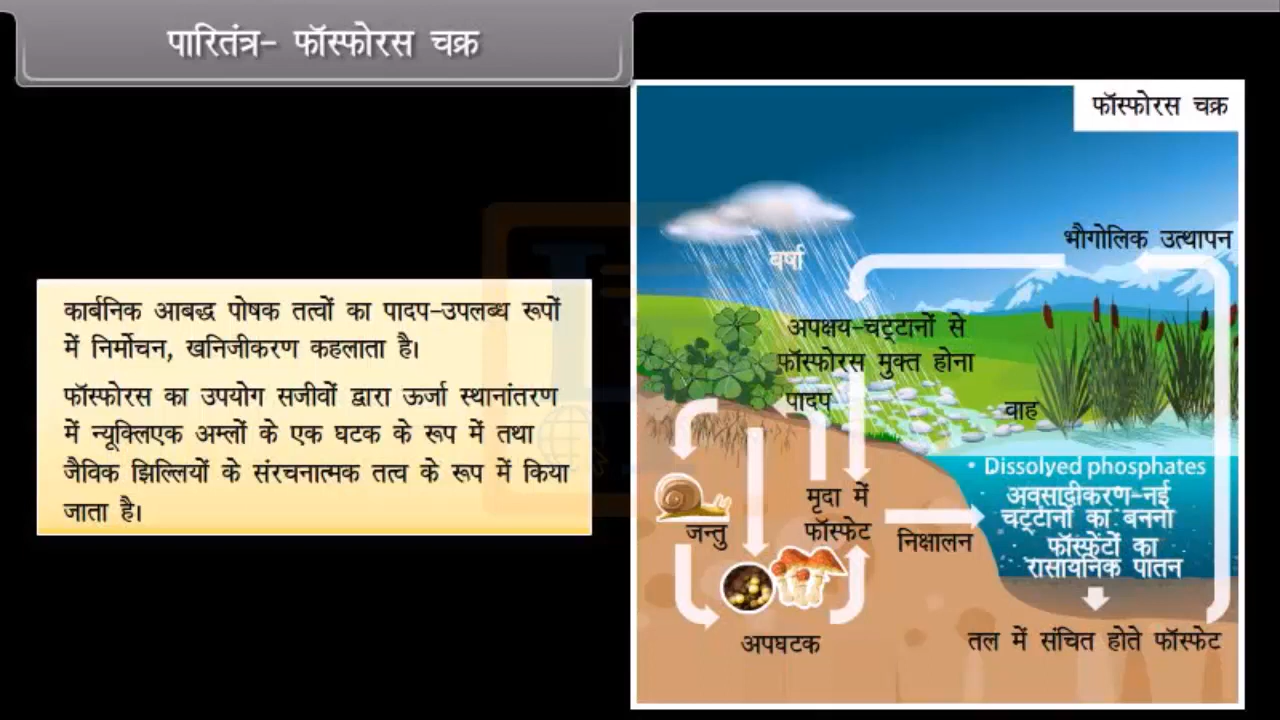 पारितंत्र- फॉस्फोरस चक्र
कार्बनिक आबद्ध पोषक तत्वों का पादप-उपलब्ध रूपों
में निर्मोचन, खनिजीकरण कहलाता है।
फॉस्फोरस का उपयोग सजीवों द्वारा ऊर्जा स्थानांतरण
में न्यूक्लिएक अम्लों के एक घटक के रूप में तथा
जैविक झिल्लियों के संरचनात्मक तत्व के रूप में किया
जाता है।
फॉस्फोरस चक्र
भौगोलिक उत्थापन
वर्षा
अपक्षय-चट्टानों से
फॉस्फोरस मुक्त होना
पादप
वाह
• Dissolyed phosphates
अवसादीकरण-नई
चट्टानों का बनना
फॉस्फेटों का
रासायनिक पातन
मृदा में
फॉस्फेट
जन्तु
निक्षालन
अपघटक
तल में संचित होते फॉस्फेट